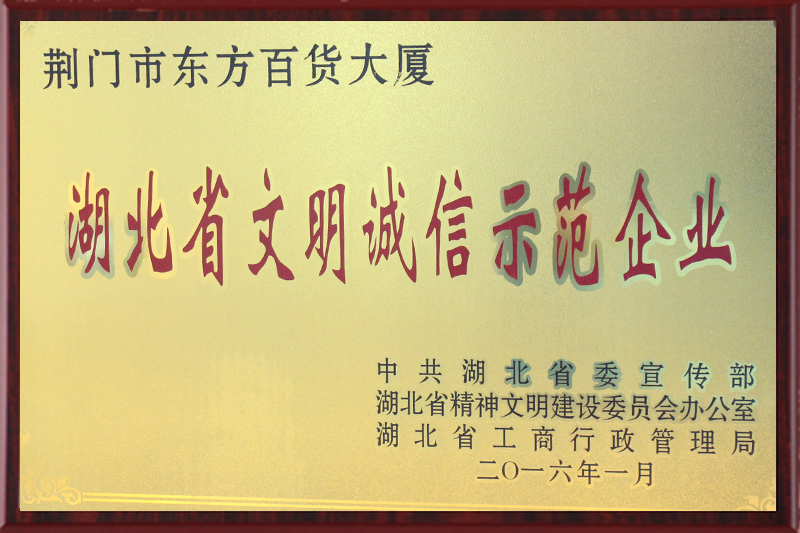 荆门市东方百货大厦
湖北省文明诚信示范企业
中共湖北省委宣传部
湖北省精神文明建设委员会办公室
湖北省工商行政管理局
二〇一六年一月